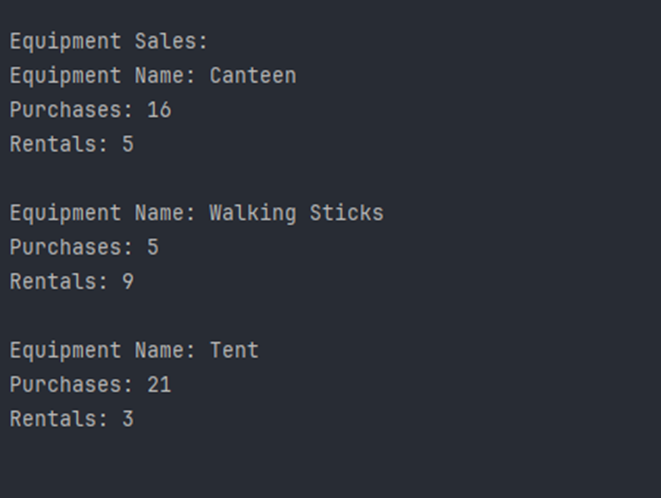 Equipment Sales:
Equipment Name: Canteen
Purchases: 16
Rentals: 5

Equipment Name: Walking Sticks
Purchases: 5
Rentals: 9

Equipment Name: Tent
Purchases: 21
Rentals: 3